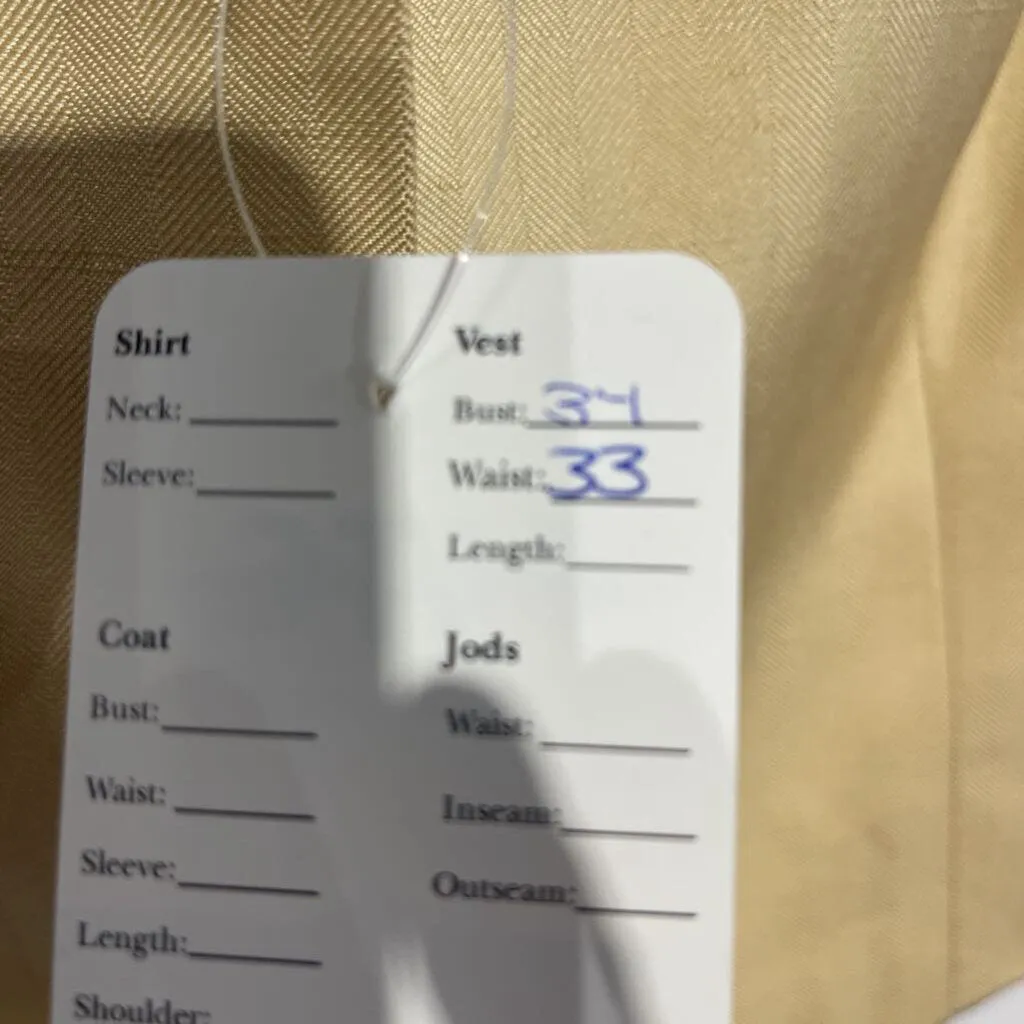 Shirt
Neck:
Sleeve:
Vest
Bust: 34
Waist: 33
Length:
Coat
Bust:
Waist:
Sleeve:
Length:
Shoulder:
Jods
Waist:
Inseam:
Outseam: